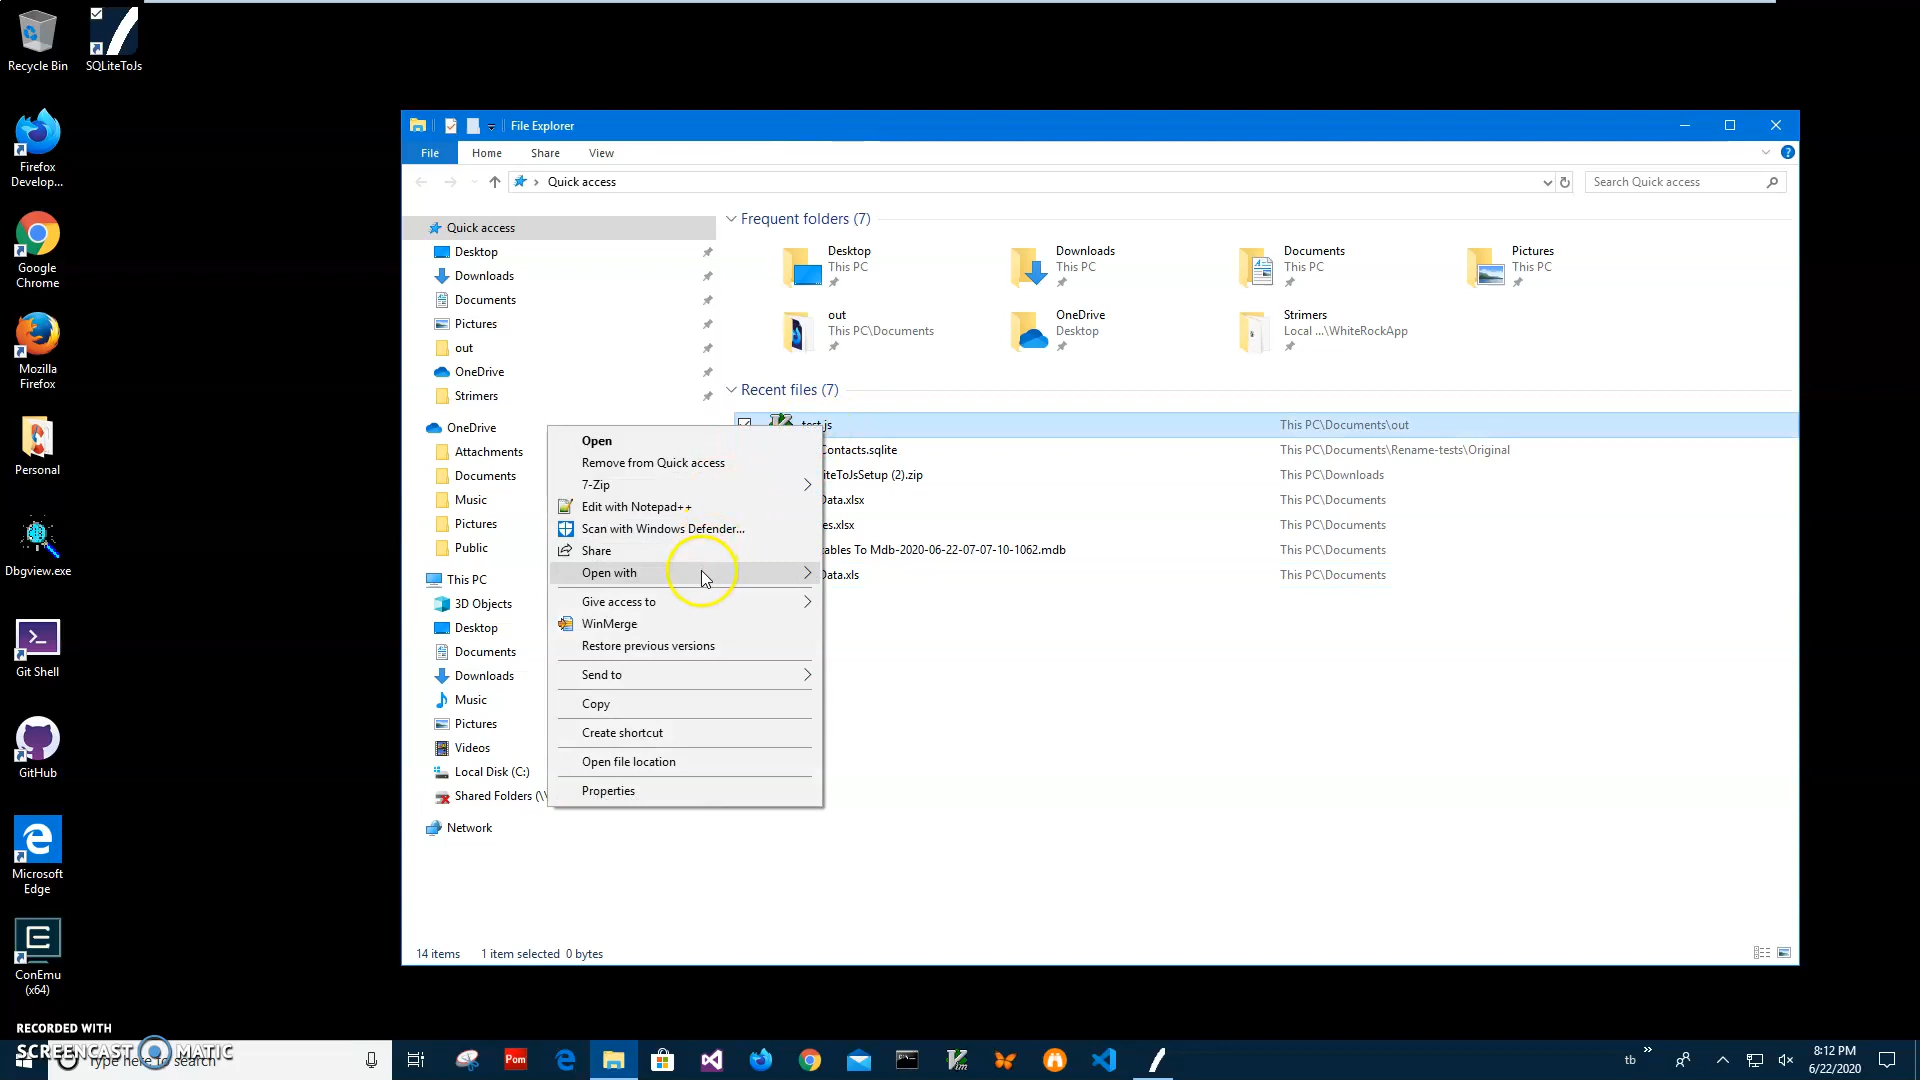 Recycle Bin
SQLiteToJs
Firefox
Develop...
Google
Chrome
Mozilla
Firefox
Personal
Dbgview.exe
Git Shell
GitHub
Microsoft
Edge
ConEmu
(x64)
File Explorer
File Home Share View
Quick access
Search Quick access
Quick access
Desktop
Downloads
Documents
Pictures
out
OneDrive
Strimers
OneDrive
Attachments
Documents
Music
Pictures
Public
This PC
3D Objects
Desktop
Documents
Downloads
Music
Pictures
Videos
Local Disk (C:)
Shared Folders (\\
Network
Frequent folders (7)
Desktop
This PC
Downloads
This PC
Documents
This PC
Pictures
This PC
out
This PC\Documents
OneDrive
Desktop
Strimers
Local ...\WhiteRockApp
Recent files (7)
test.js This PC\Documents\out
Contacts.sqlite This PC\Documents\Rename-tests\Original
iteToJsSetup (2).zip This PC\Downloads
Data.xlsx This PC\Documents
es.xlsx This PC\Documents
ables To Mdb-2020-06-22-07-07-10-1062.mdb This PC\Documents
Data.xls This PC\Documents
Open
Remove from Quick access
7-Zip
Edit with Notepad++
Scan with Windows Defender...
Share
Open with
Give access to
WinMerge
Restore previous versions
Send to
Copy
Create shortcut
Open file location
Properties
14 items 1 item selected 0 bytes
RECORDED WITH
SCREENCAST MATIC
Type here to search
Pom
Vim
tb
8:12 PM
6/22/2020